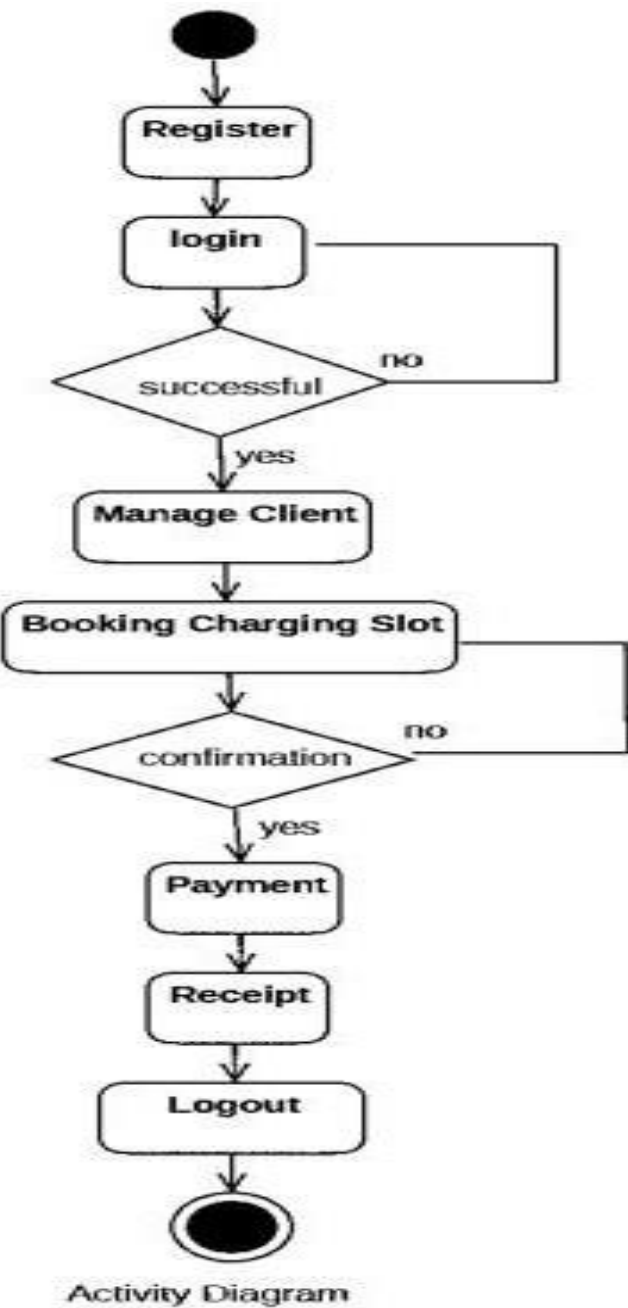 Register
login
no
successful
yes
Manage Client
Booking Charging Slot
no
confirmation
yes
Payment
Receipt
Logout
Activity Diagram